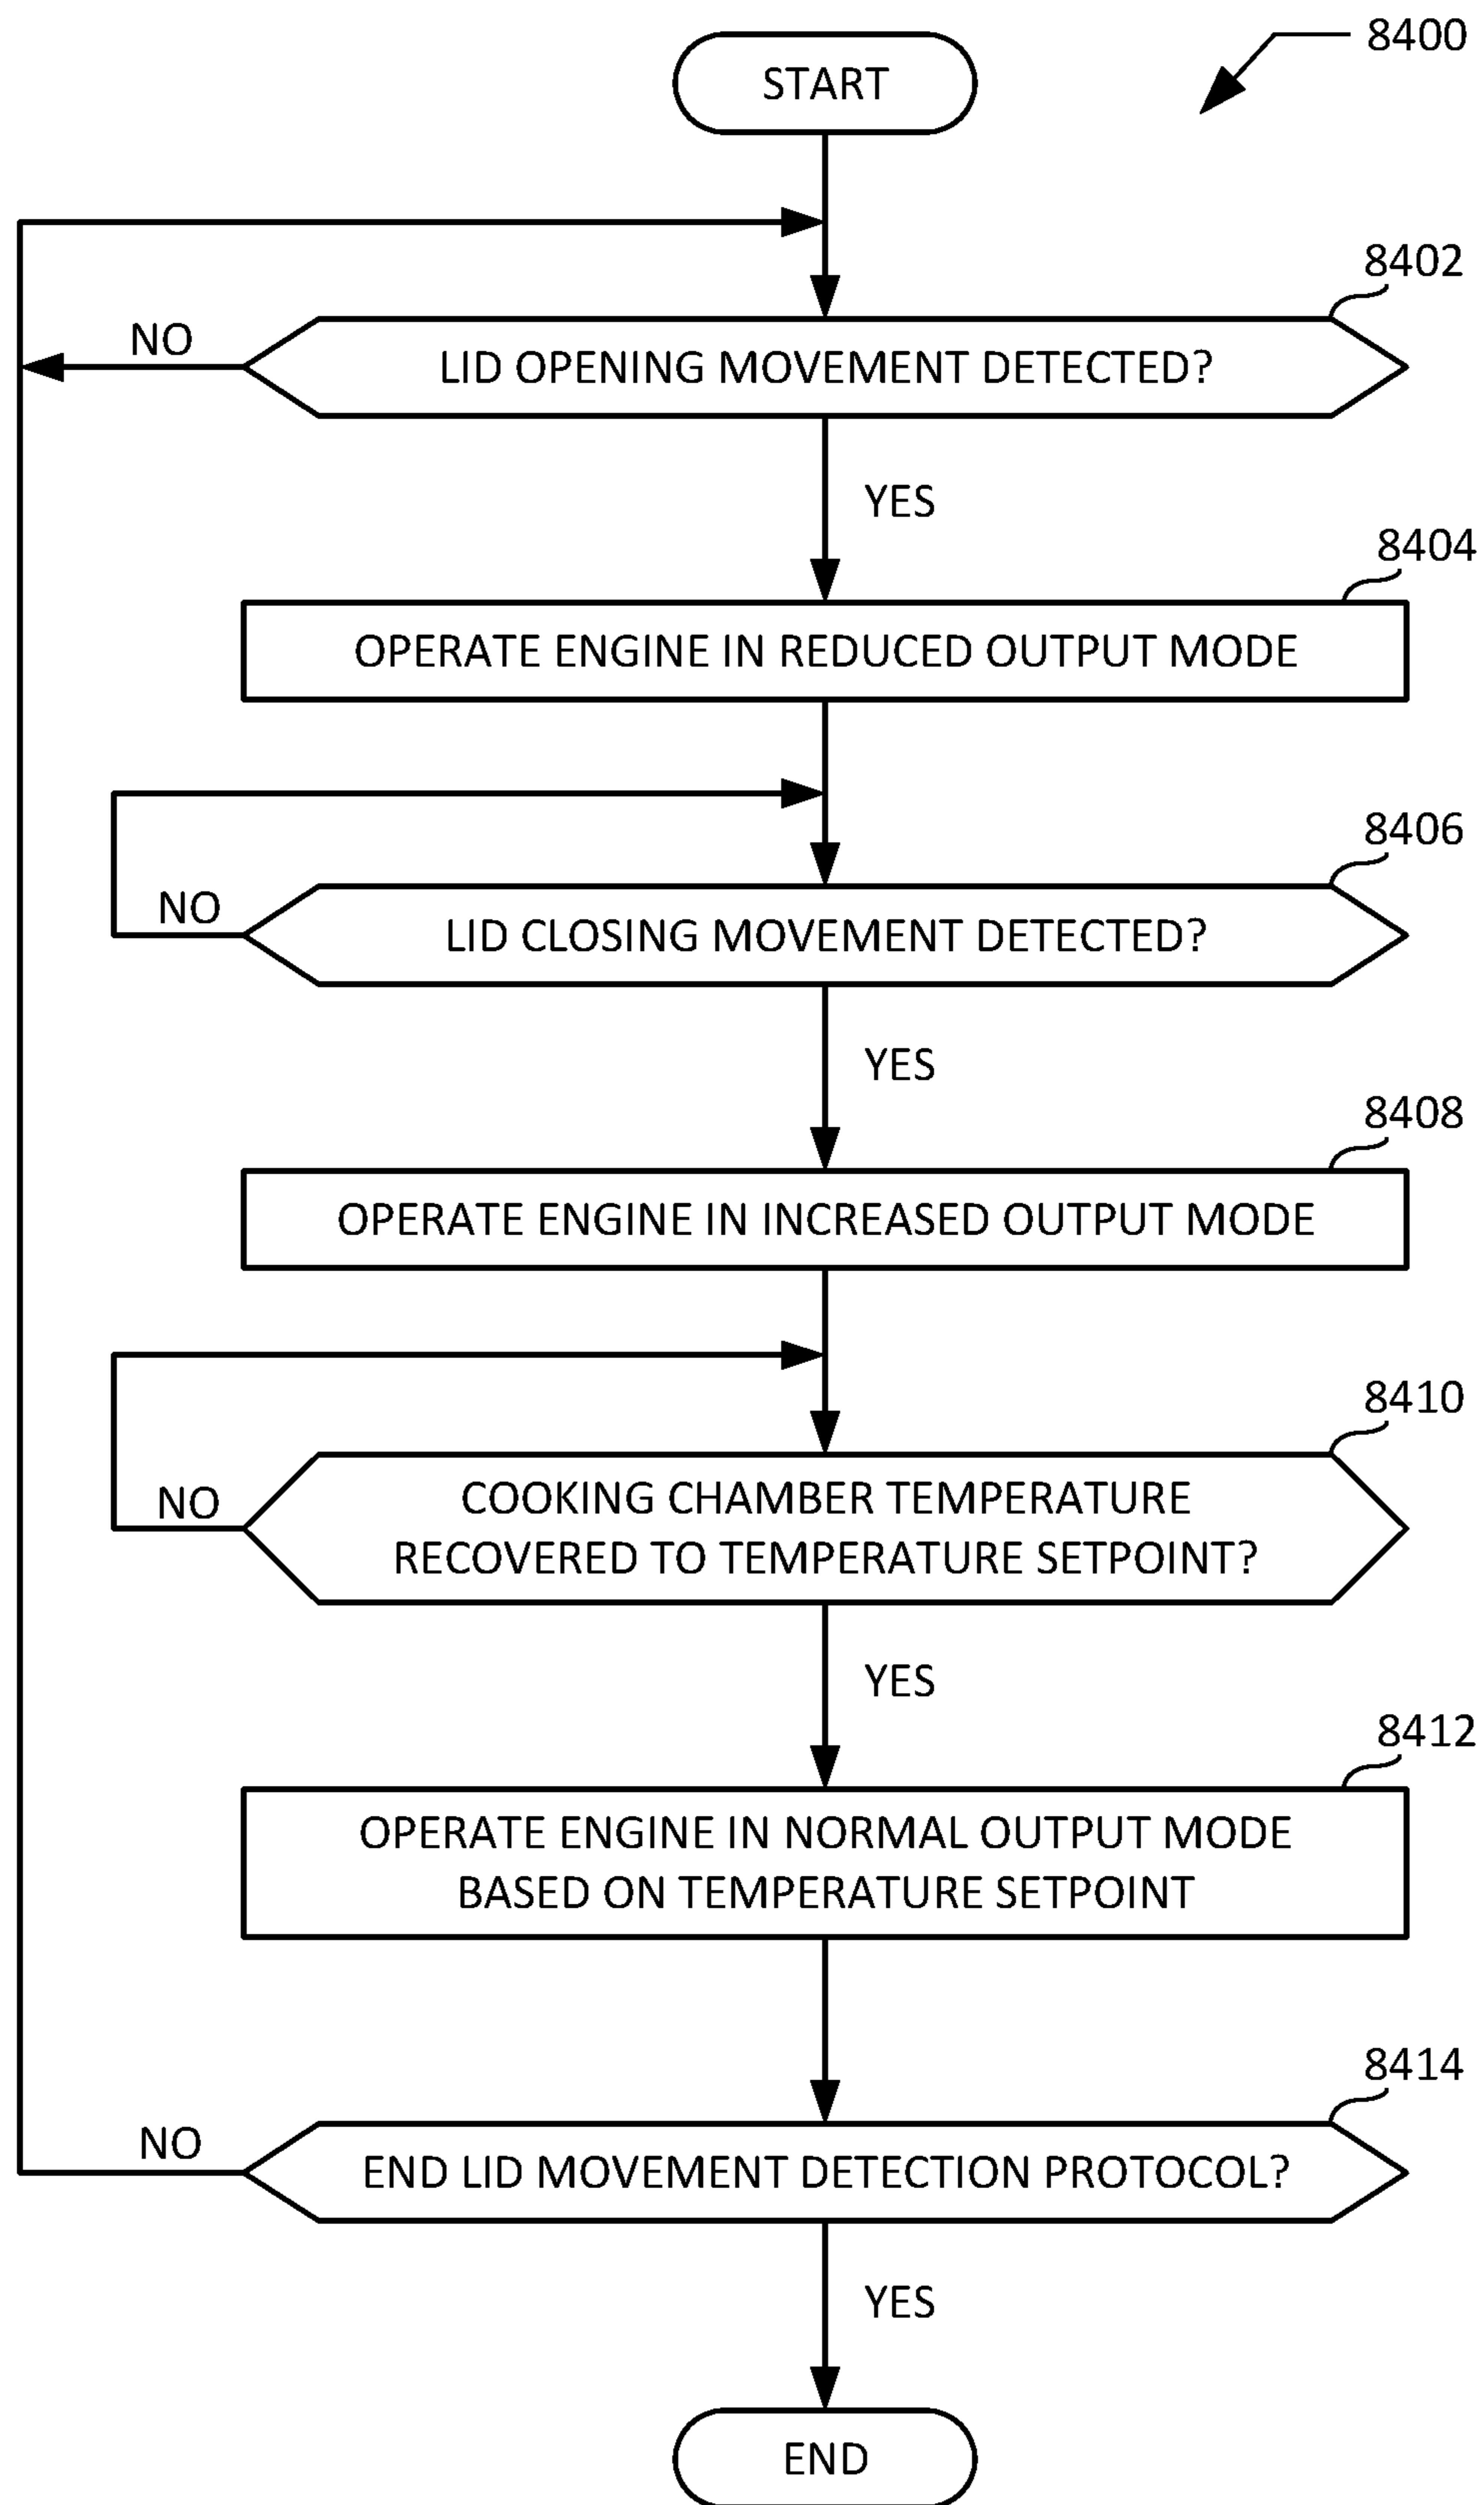 8400
START
8402
NO
LID OPENING MOVEMENT DETECTED?
YES
8404
OPERATE ENGINE IN REDUCED OUTPUT MODE
8406
NO
LID CLOSING MOVEMENT DETECTED?
YES
8408
OPERATE ENGINE IN INCREASED OUTPUT MODE
8410
NO
COOKING CHAMBER TEMPERATURE
RECOVERED TO TEMPERATURE SETPOINT?
YES
8412
OPERATE ENGINE IN NORMAL OUTPUT MODE
BASED ON TEMPERATURE SETPOINT
8414
NO
END LID MOVEMENT DETECTION PROTOCOL?
YES
END